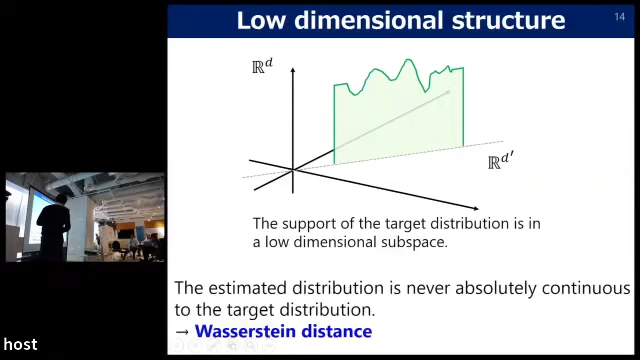 Low dimensional structure
14
ℝ^d
ℝ^d'
The support of the target distribution is in
a low dimensional subspace.
The estimated distribution is never absolutely continuous
to the target distribution.
→ Wasserstein distance
host